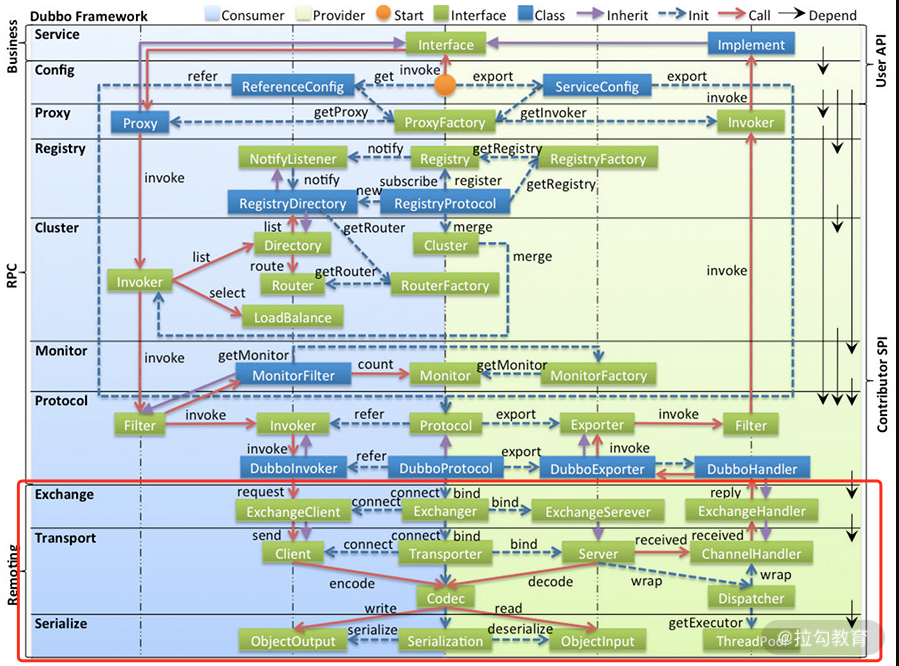 Dubbo Framework Consumer Provider Start Interface Class Inherit Init Call Depend
Business
Service
Interface
Implement
User API
Config
refer
ReferenceConfig
get
invoke
export
ServiceConfig
export
Proxy
Proxy
getProxy
ProxyFactory
getInvoker
invoke
Invoker
Registry
NotifyListener
notify
Registry
getRegistry
RegistryFactory
invoke
notify
subscribe
register
getRegistry
RegistryDirectory
new
RegistryProtocol
RPC
Cluster
list
getRouter
merge
Directory
Cluster
list
merge
route
getRouter
invoke
Invoker
Router
RouterFactory
select
LoadBalance
Monitor
invoke
getMonitor
MonitorFilter
count
Monitor
getMonitor
MonitorFactory
Contributor SPI
Protocol
Filter
invoke
Invoker
refer
Protocol
export
Exporter
invoke
Filter
invoke
refer
export
invoke
DubboInvoker
DubboProtocol
DubboExporter
DubboHandler
Remoting
Exchange
request
connect
connect
bind
bind
reply
ExchangeClient
Exchanger
ExchangeSerever
ExchangeHandler
Transport
send
connect
connect
bind
received
received
Client
Transporter
Server
ChannelHandler
encode
decode
wrap
wrap
Codec
Dispatcher
Serialize
write
read
getExecutor
ObjectOutput
serialize
Serialization
deserialize
ObjectInput
ThreadPool
@拉勾教育